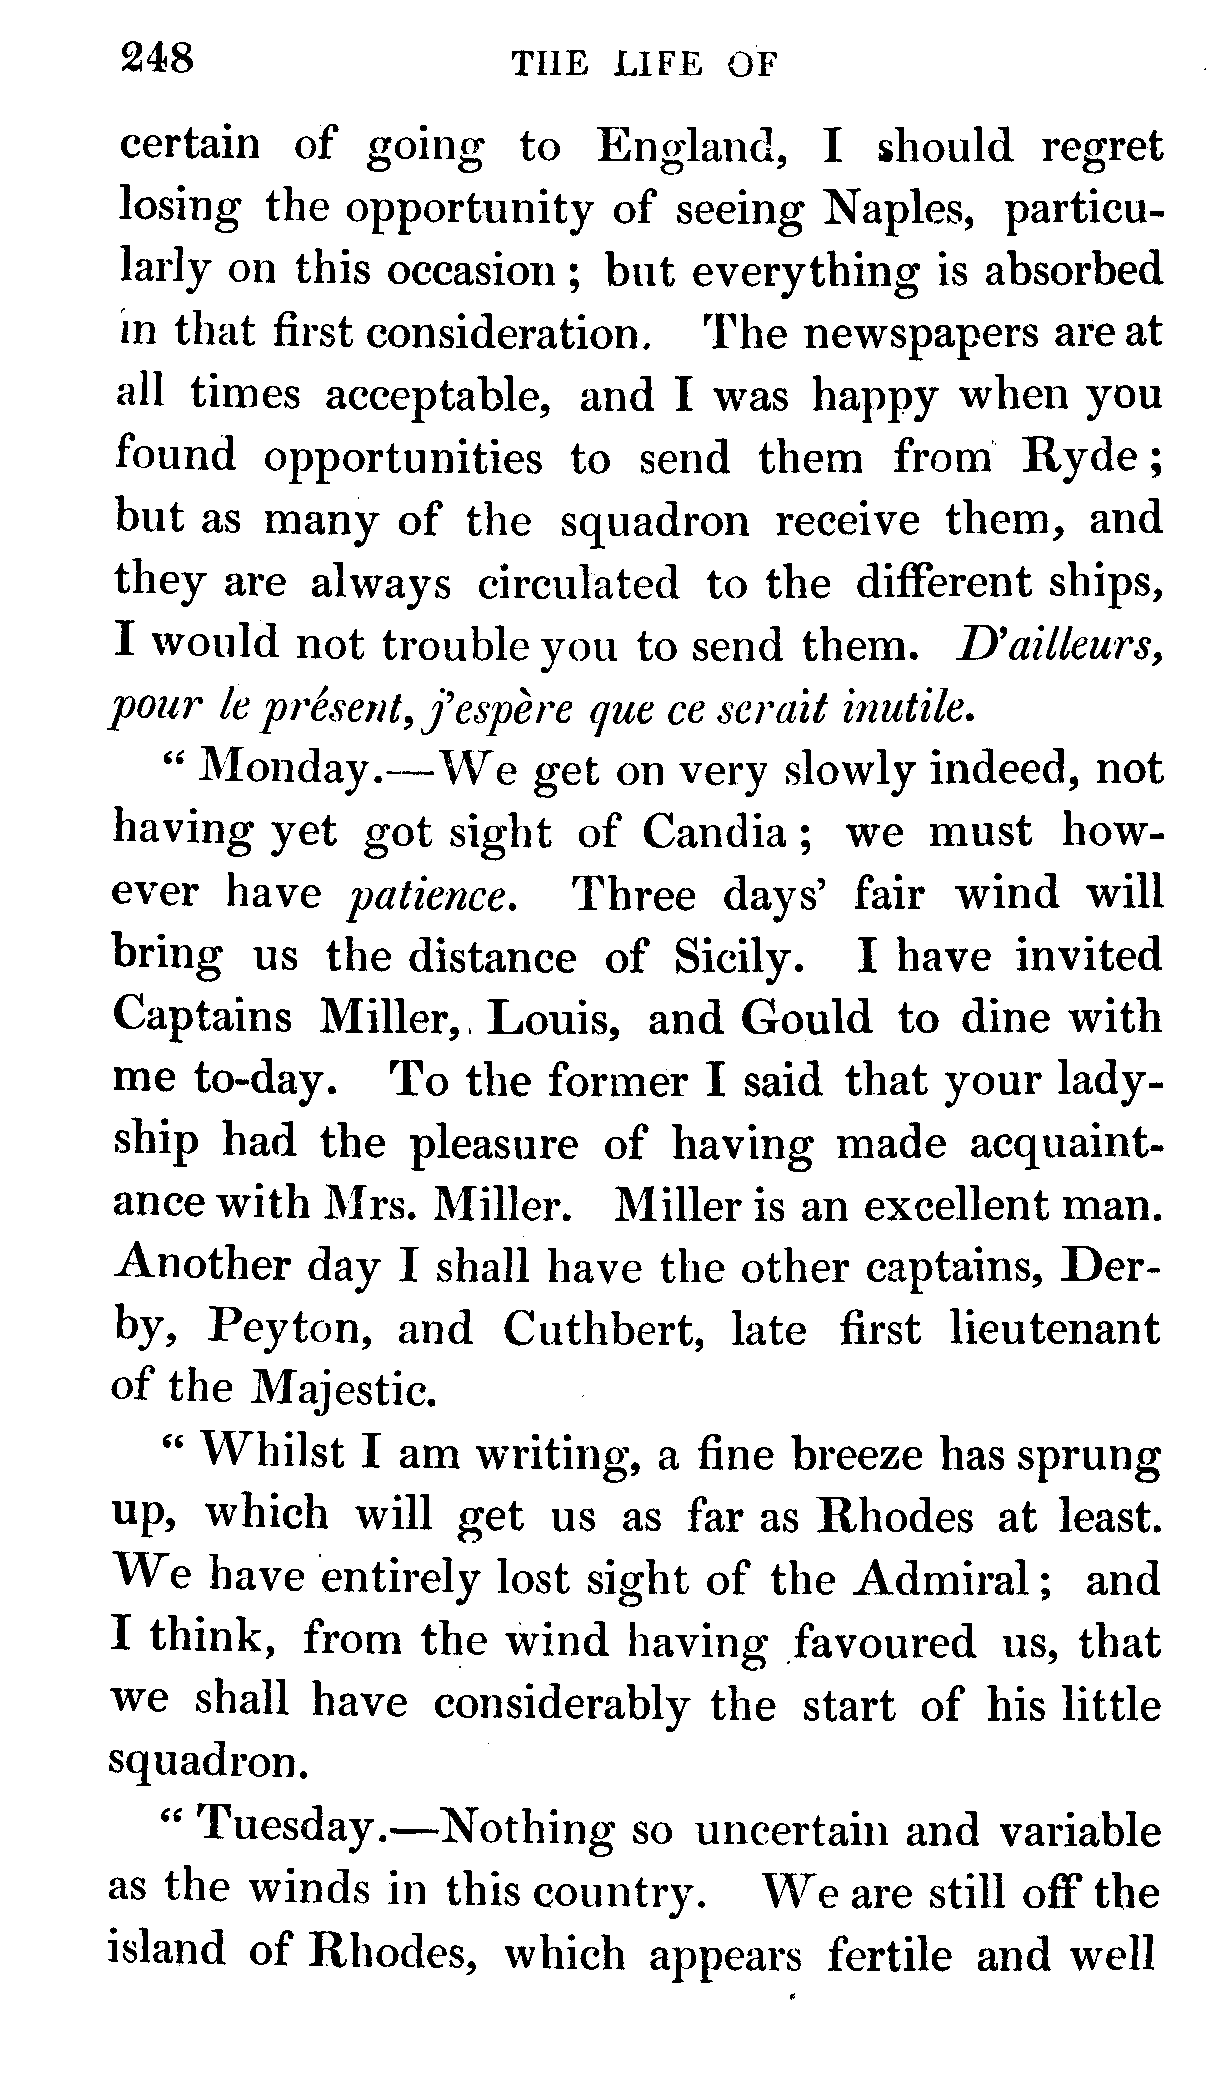 248 THE LIFE OF
certain of going to England, I should regret
losing the opportunity of seeing Naples, particu-
larly on this occasion ; but everything is absorbed
in that first consideration. The newspapers are at
all times acceptable, and I was happy when you
found opportunities to send them from Ryde ;
but as many of the squadron receive them, and
they are always circulated to the different ships,
I would not trouble you to send them. D'ailleurs,
pour le présent, j'espère que ce serait inutile.
“ Monday.—We get on very slowly indeed, not
having yet got sight of Candia ; we must how-
ever have patience. Three days' fair wind will
bring us the distance of Sicily. I have invited
Captains Miller, Louis, and Gould to dine with
me to-day. To the former I said that your lady-
ship had the pleasure of having made acquaint-
ance with Mrs. Miller. Miller is an excellent man.
Another day I shall have the other captains, Der-
by, Peyton, and Cuthbert, late first lieutenant
of the Majestic.
“ Whilst I am writing, a fine breeze has sprung
up, which will get us as far as Rhodes at least.
We have entirely lost sight of the Admiral ; and
I think, from the wind having favoured us, that
we shall have considerably the start of his little
squadron.
“ Tuesday.—Nothing so uncertain and variable
as the winds in this country. We are still off the
island of Rhodes, which appears fertile and well